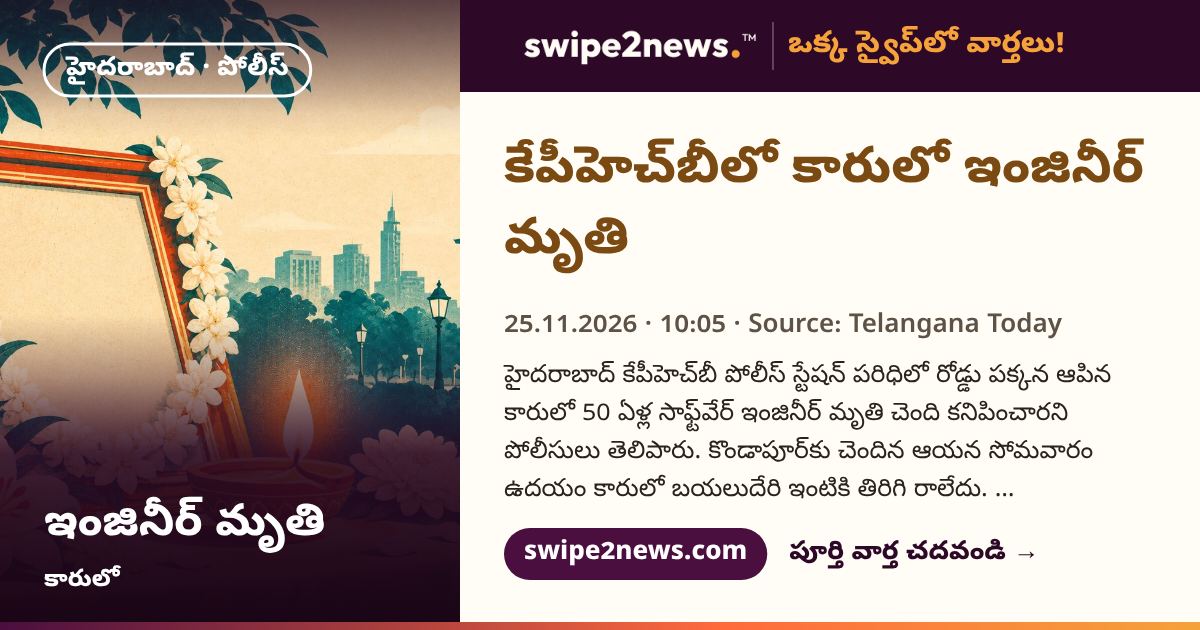 హైదరాబాద్ · పోలీస్
swipe2news.™ ఒక్క స్వైప్‌లో వార్తలు!
కేపీహెచ్‌బీలో కారులో ఇంజినీర్
మృతి
25.11.2026 · 10:05 · Source: Telangana Today
హైదరాబాద్ కేపీహెచ్‌బీ పోలీస్ స్టేషన్ పరిధిలో రోడ్డు పక్కన ఆపిన
కారులో 50 ఏళ్ల సాఫ్ట్‌వేర్ ఇంజినీర్ మృతి చెంది కనిపించారని
పోలీసులు తెలిపారు. కొండాపూర్‌కు చెందిన ఆయన సోమవారం
ఉదయం కారులో బయలుదేరి ఇంటికి తిరిగి రాలేదు. ...
swipe2news.com పూర్తి వార్త చదవండి →
ఇంజినీర్ మృతి
కారులో